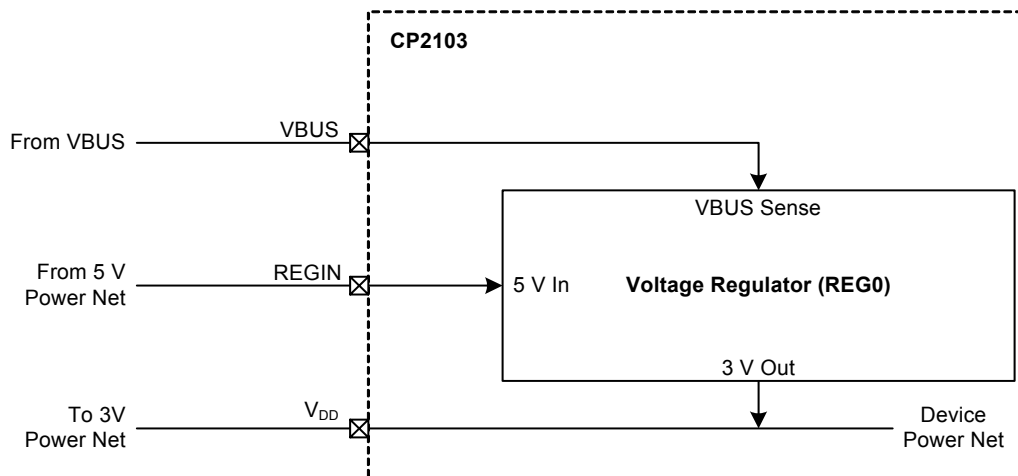 CP2103
From VBUS
VBUS
VBUS Sense
From 5 V
Power Net
REGIN
5 V In
Voltage Regulator (REG0)
3 V Out
To 3V
Power Net
VDD
Device
Power Net